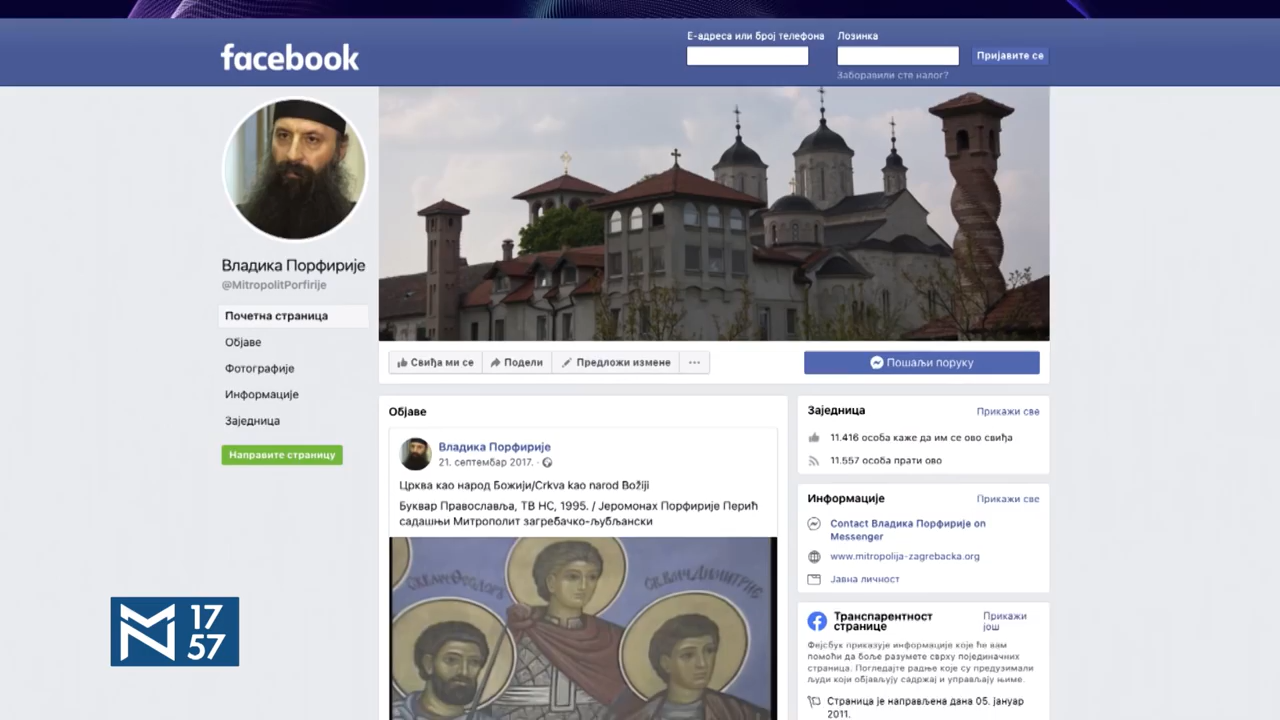 facebook
Е-адреса или број телефона
Лозинка
Пријавите се
Заборавили сте налог?
Владика Порфирије
@MitropolitPorfirije
Почетна страница
Објаве
Фотографије
Информације
Заједница
Направите страницу
Свиђа ми се
Подели
Предложи измене
Пошаљи поруку
Објаве
Владика Порфирије
21. септембар 2017. ·
Црква као народ Божији/Crkva kao narod Božiji
Буквар Православља, ТВ НС, 1995. / Јеромонах Порфирије Перић
садашњи Митрополит загребачко-љубљански
Заједница
Прикажи све
11.416 особа каже да им се ово свиђа
11.557 особа прати ово
Информације
Прикажи све
Contact Владика Порфирије on
Messenger
www.mitropolija-zagrebacka.org
Јавна личност
Транспарентност
странице
Прикажи
још
Фејсбук приказује информације које ће вам
помоћи да боље разумете сврху појединачних
страница. Погледајте радње које су предузимали
људи који објављују садржај и управљају њиме.
Страница је направљена дана 05. јануар
2011.
17
57